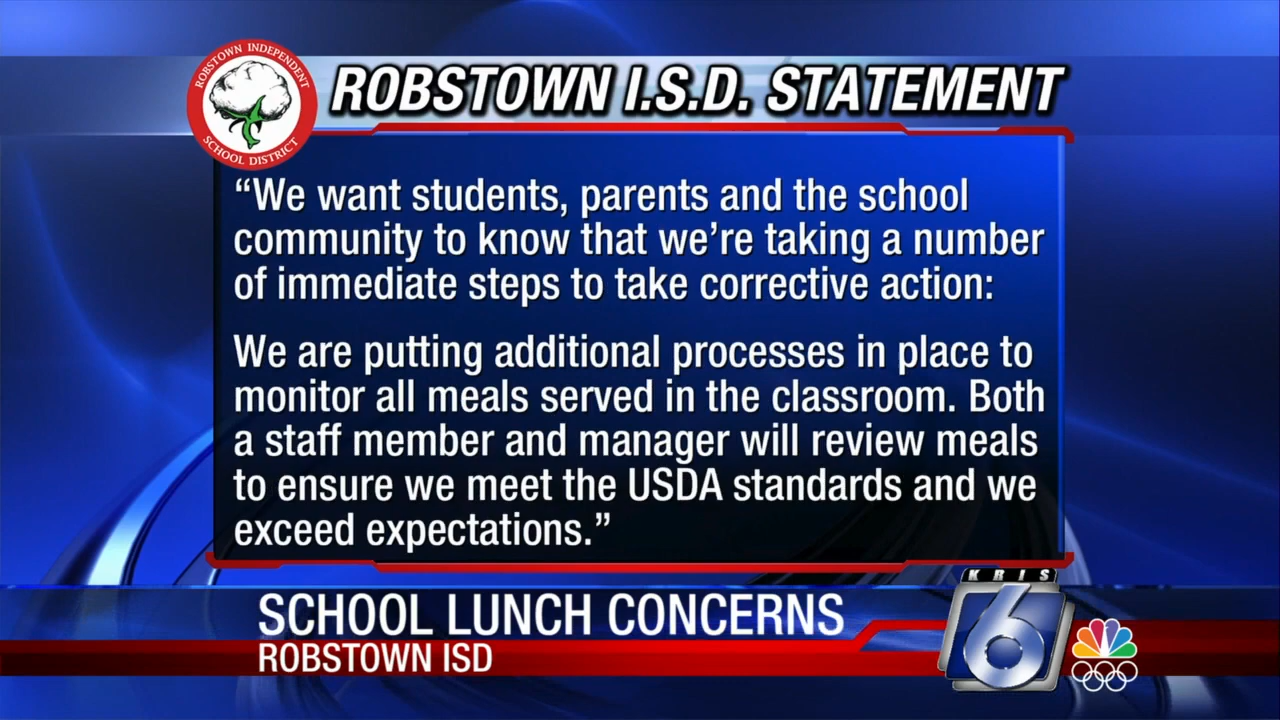 ROBSTOWN INDEPENDENT
SCHOOL DISTRICT
ROBSTOWN I.S.D. STATEMENT
“We want students, parents and the school
community to know that we’re taking a number
of immediate steps to take corrective action:
We are putting additional processes in place to
monitor all meals served in the classroom. Both
a staff member and manager will review meals
to ensure we meet the USDA standards and we
exceed expectations.”
SCHOOL LUNCH CONCERNS
ROBSTOWN ISD
KRIS
6